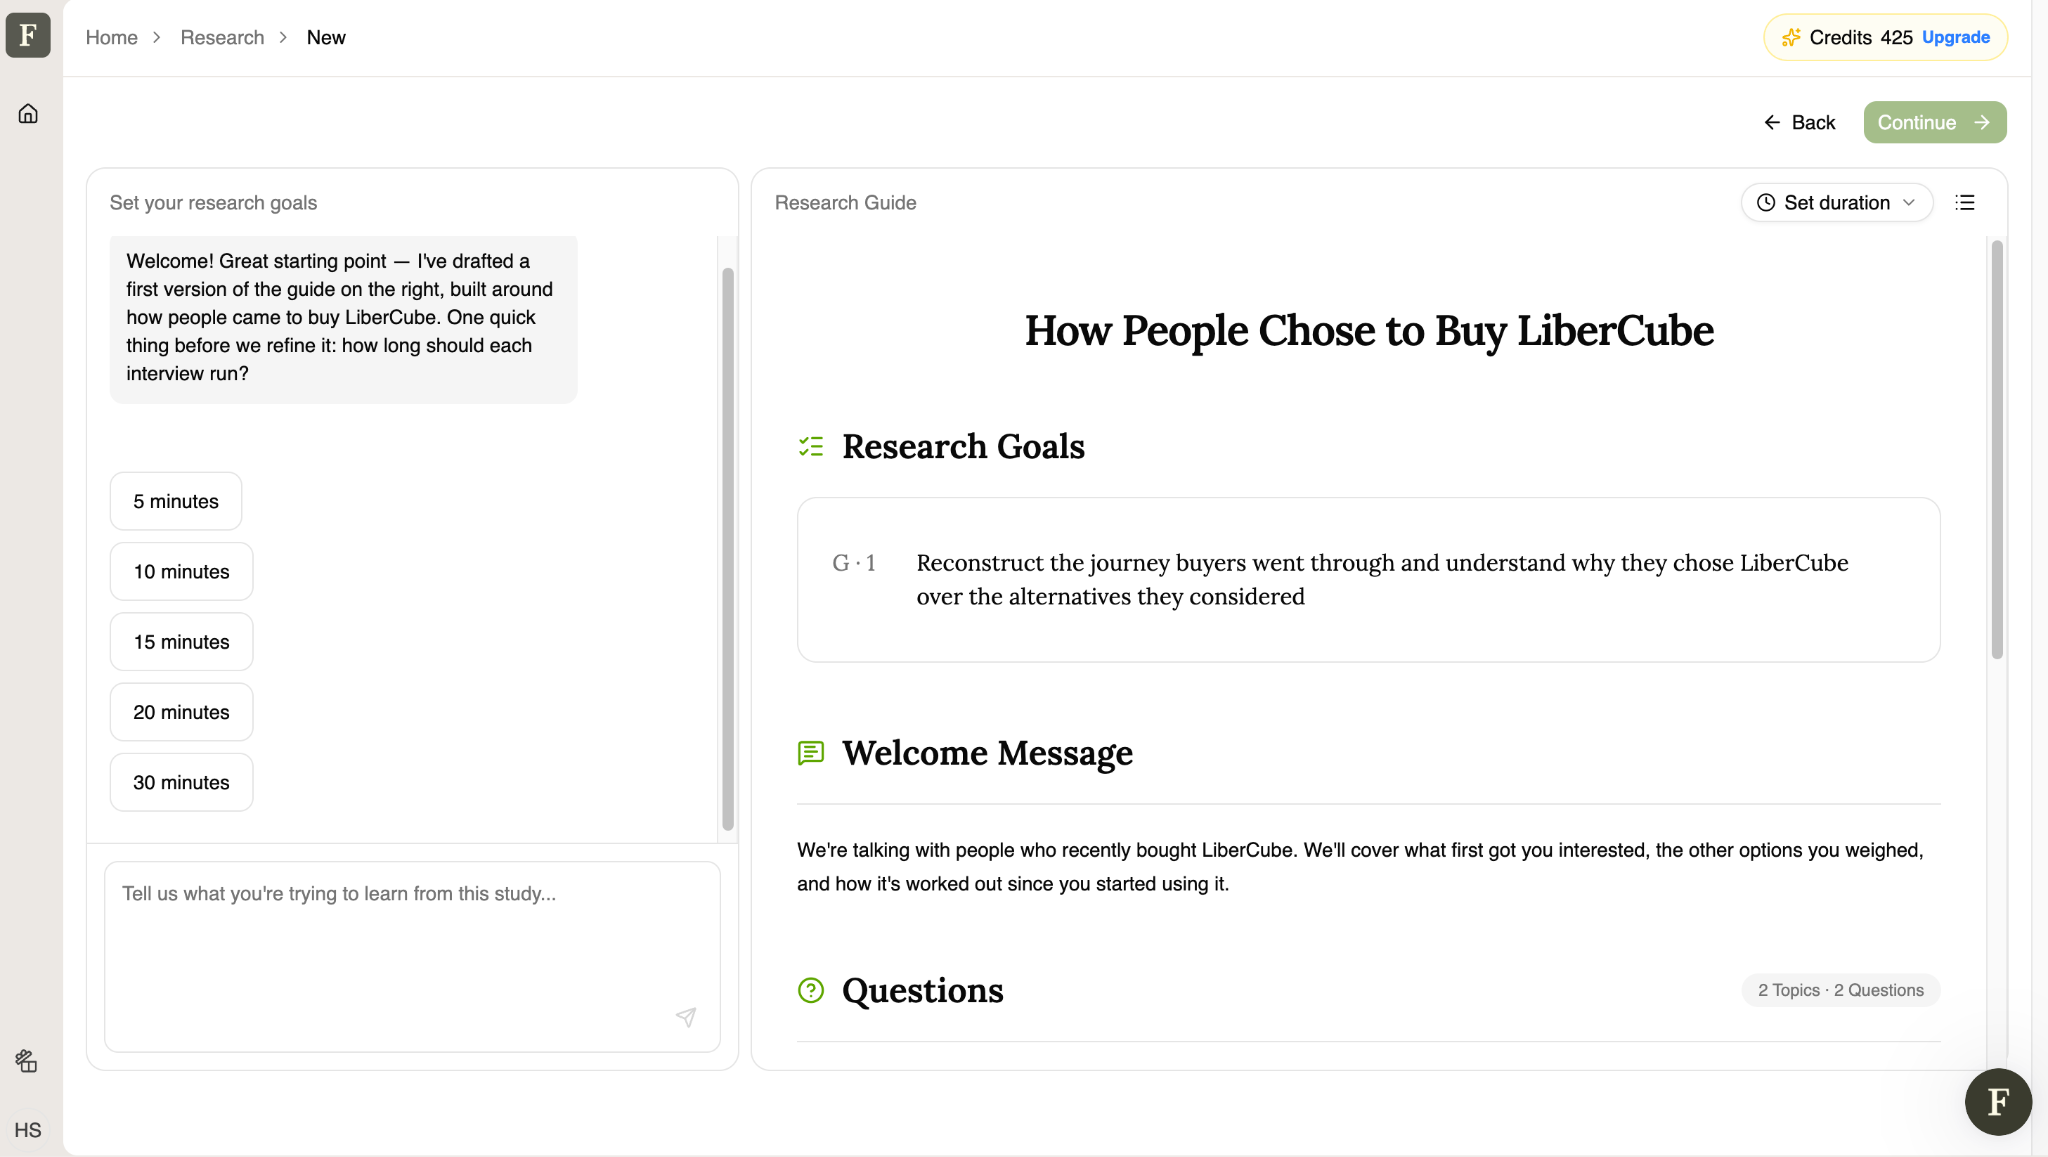 F
Home > Research > New
Credits 425 Upgrade
Back
Continue
Set your research goals
Welcome! Great starting point — I've drafted a
first version of the guide on the right, built around
how people came to buy LiberCube. One quick
thing before we refine it: how long should each
interview run?
5 minutes
10 minutes
15 minutes
20 minutes
30 minutes
Tell us what you're trying to learn from this study...
Research Guide
Set duration
How People Chose to Buy LiberCube
Research Goals
G · 1
Reconstruct the journey buyers went through and understand why they chose LiberCube
over the alternatives they considered
Welcome Message
We're talking with people who recently bought LiberCube. We'll cover what first got you interested, the other options you weighed,
and how it's worked out since you started using it.
Questions
2 Topics · 2 Questions
HS
F